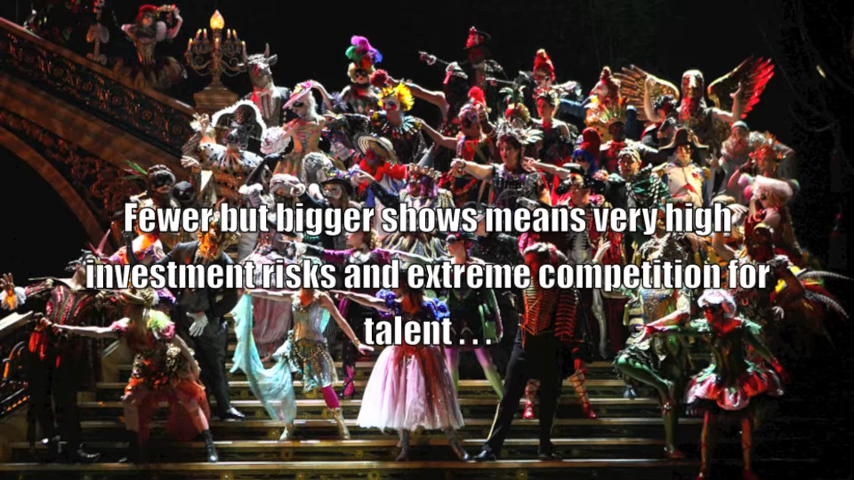 Fewer but bigger shows means very high
investment risks and extreme competition for
talent . . .